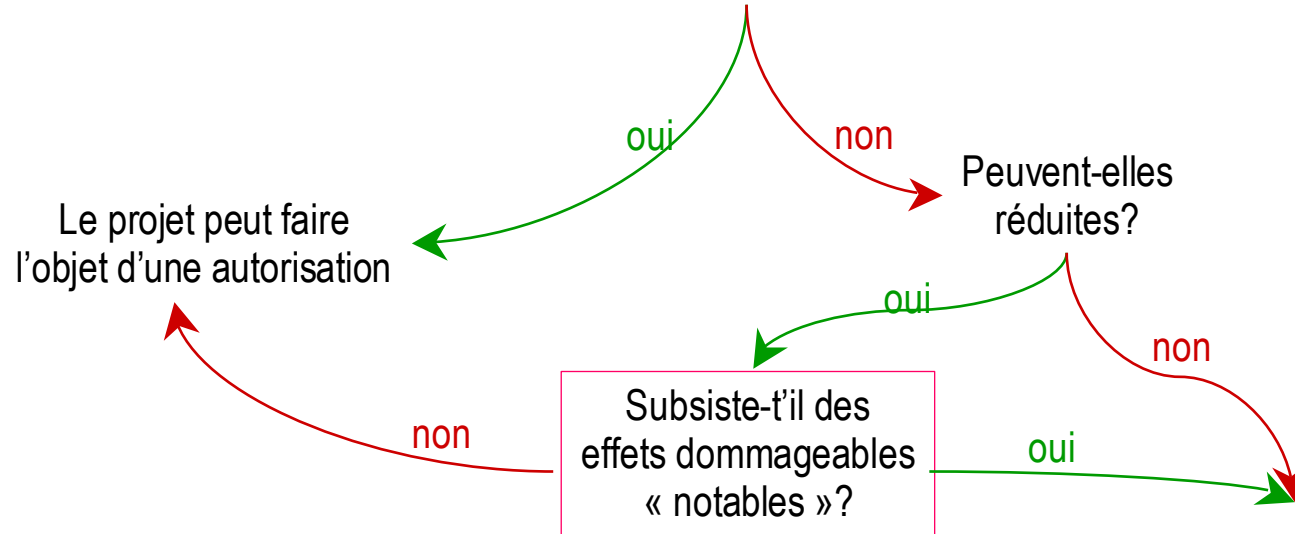 oui
non
Peuvent-elles
réduites?
Le projet peut faire
l’objet d’une autorisation
oui
non
Subsiste-t’il des
effets dommageables
« notables »?
non
oui